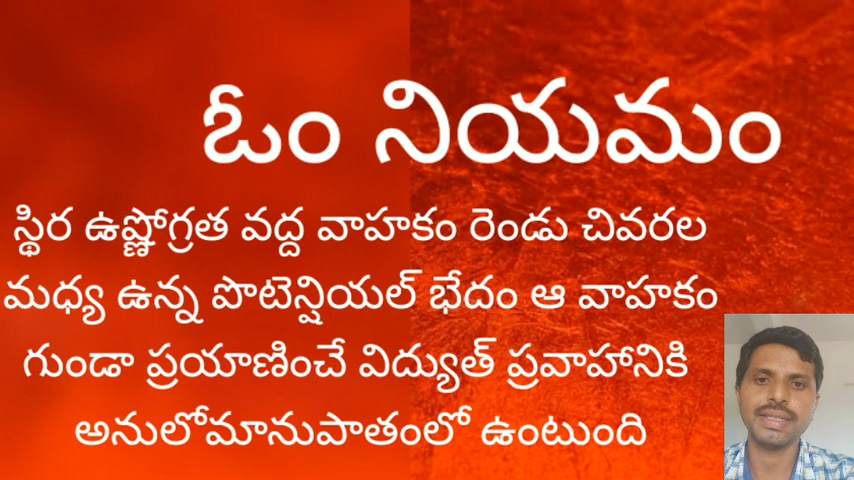 ఓం నియమం
స్థిర ఉష్ణోగ్రత వద్ద వాహకం రెండు చివరల
మధ్య ఉన్న పొటెన్షియల్ భేదం ఆ వాహకం
గుండా ప్రయాణించే విద్యుత్ ప్రవాహానికి
అనులోమానుపాతంలో ఉంటుంది